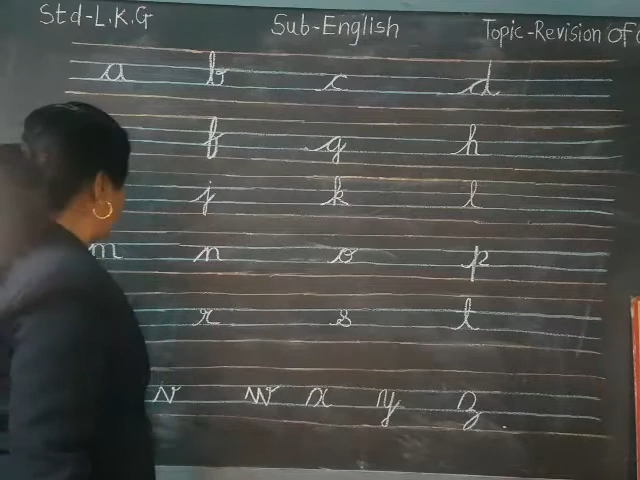 Std-L.K.G Sub-English Topic-Revision Of
a b c d
f g h
j k l
m n o p
r s t
v w x y z